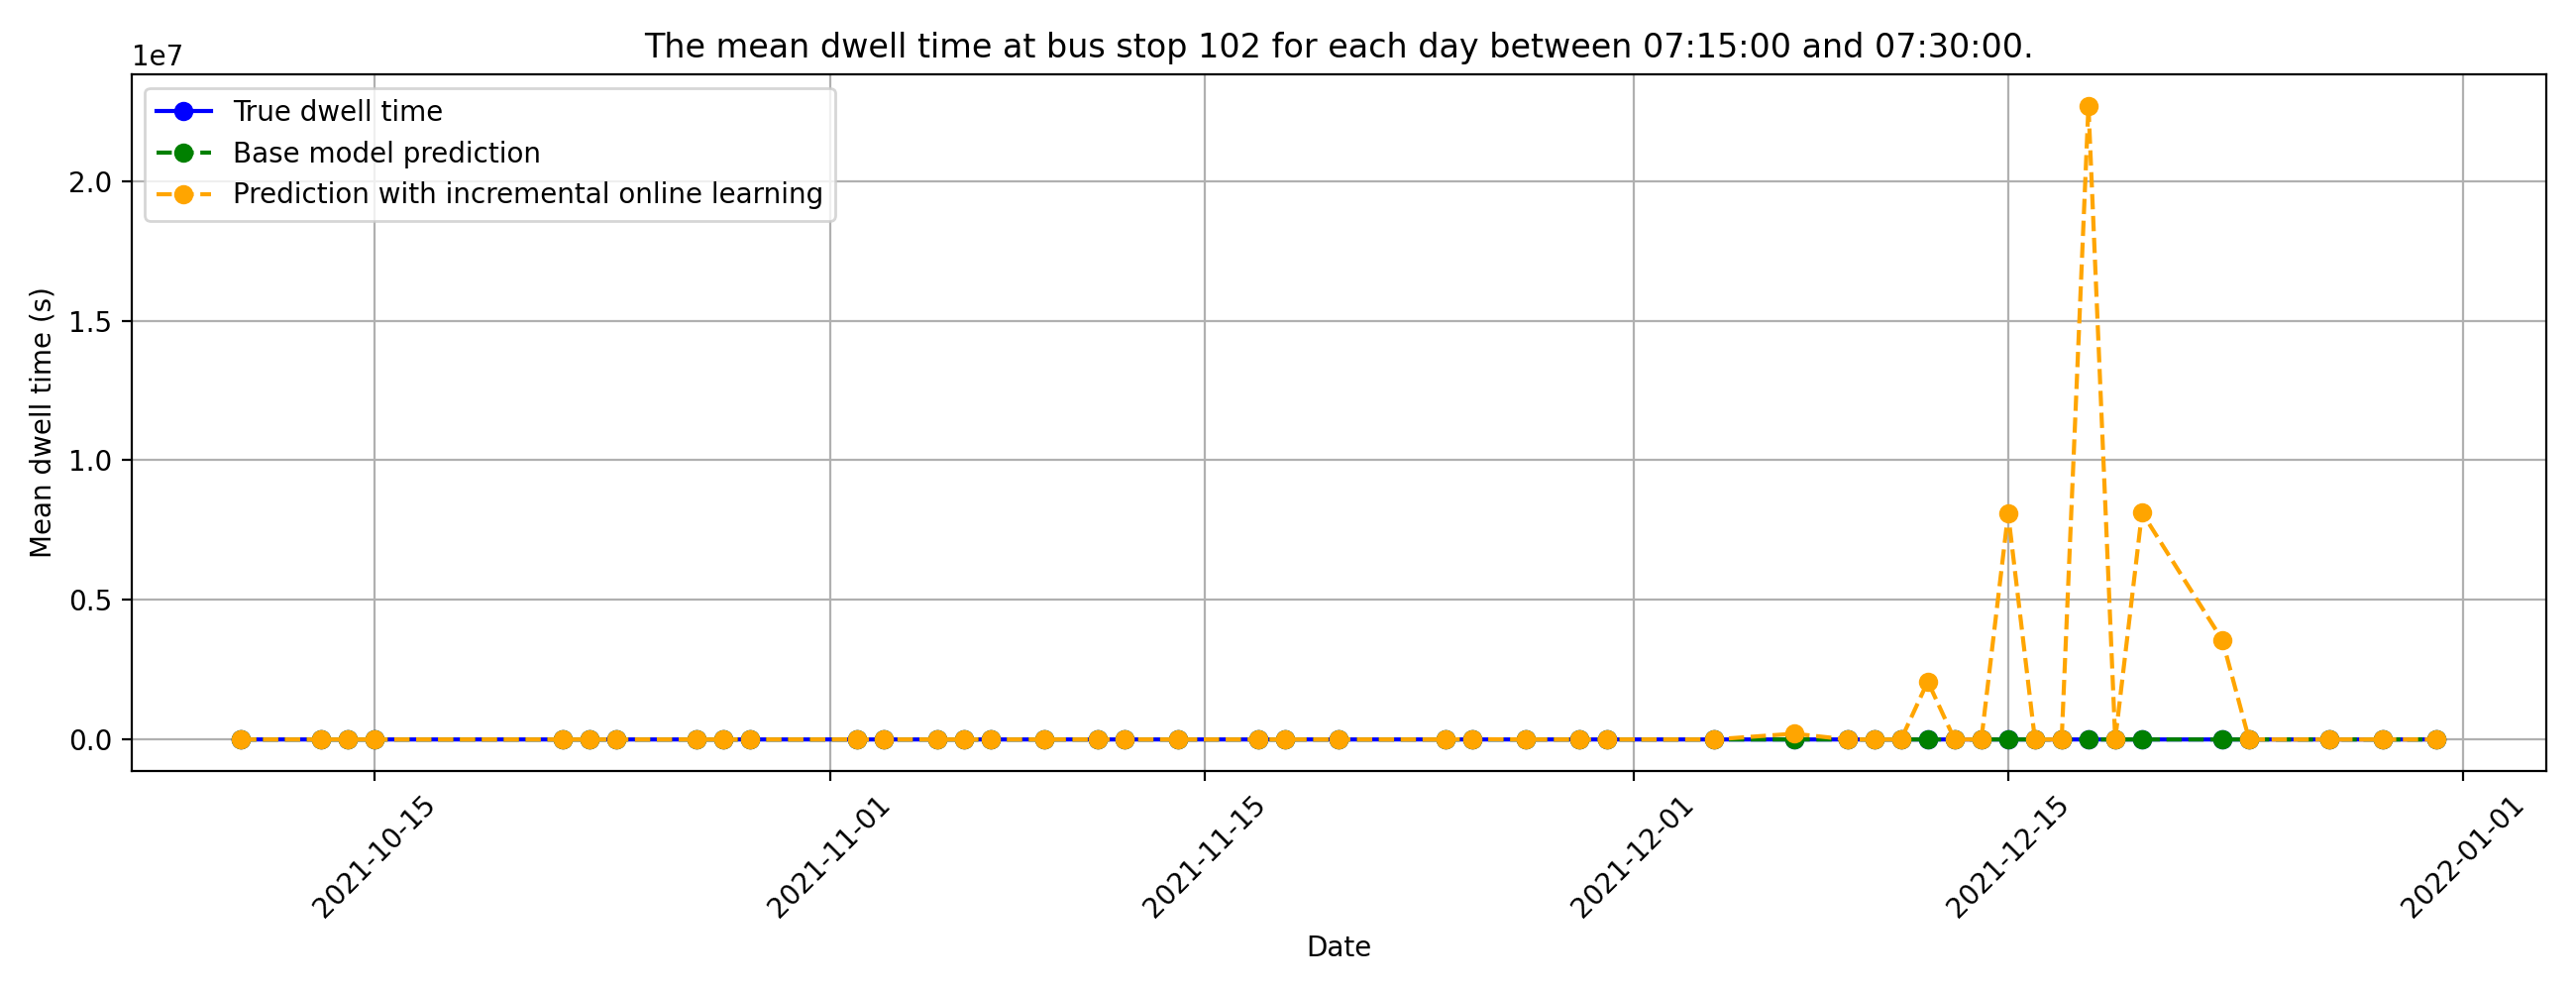 The mean dwell time at bus stop 102 for each day between 07:15:00 and 07:30:00.
1e7
True dwell time
Base model prediction
Prediction with incremental online learning
Mean dwell time (s)
2.0
1.5
1.0
0.5
0.0
2021-10-15
2021-11-01
2021-11-15
2021-12-01
2021-12-15
2022-01-01
Date